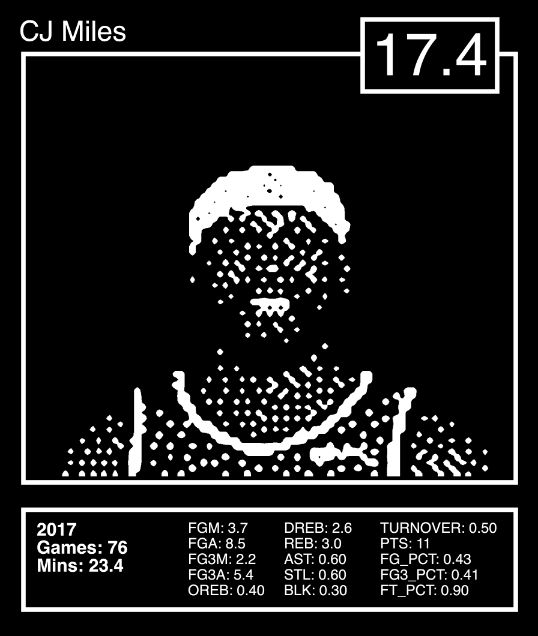 CJ Miles
17.4
2017
Games: 76
Mins: 23.4
FGM: 3.7
FGA: 8.5
FG3M: 2.2
FG3A: 5.4
OREB: 0.40
DREB: 2.6
REB: 3.0
AST: 0.60
STL: 0.60
BLK: 0.30
TURNOVER: 0.50
PTS: 11
FG_PCT: 0.43
FG3_PCT: 0.41
FT_PCT: 0.90